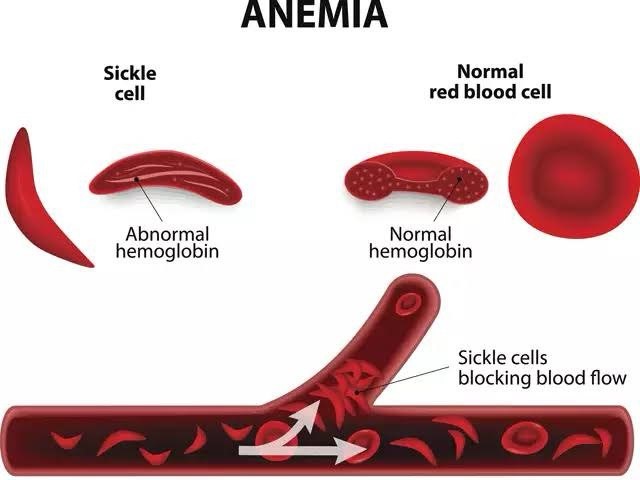 ANEMIA
Sickle
cell
Normal
red blood cell
Abnormal
hemoglobin
Normal
hemoglobin
Sickle cells
blocking blood flow